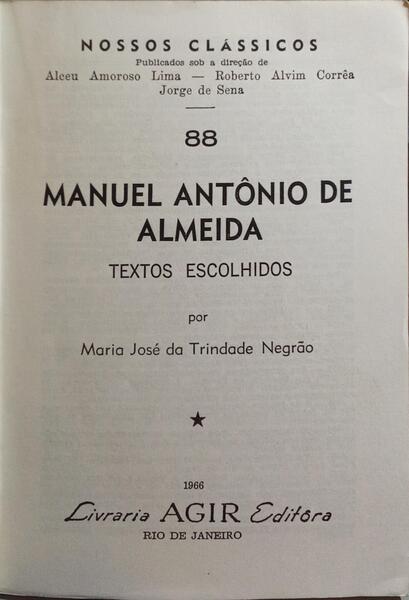 NOSSOS CLÁSSICOS
Publicados sob a direção de
Alceu Amoroso Lima — Roberto Alvim Corrêa
Jorge de Sena
88
MANUEL ANTÔNIO DE
ALMEIDA
TEXTOS ESCOLHIDOS
por
Maria José da Trindade Negrão
★
1966
Livraria AGIR Editôra
RIO DE JANEIRO